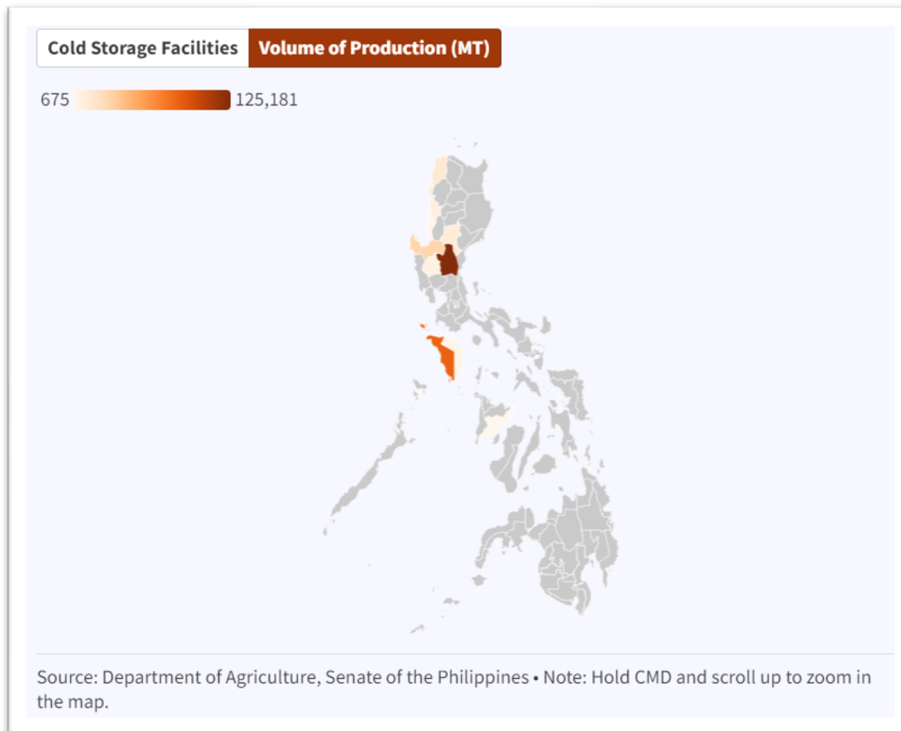 Cold Storage Facilities Volume of Production (MT)
675 125,181
Source: Department of Agriculture, Senate of the Philippines • Note: Hold CMD and scroll up to zoom in
the map.